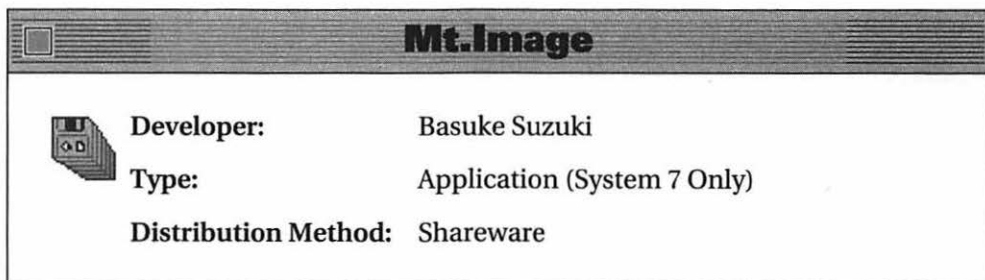 Mt.Image
Developer: Basuke Suzuki
Type: Application (System 7 Only)
Distribution Method: Shareware